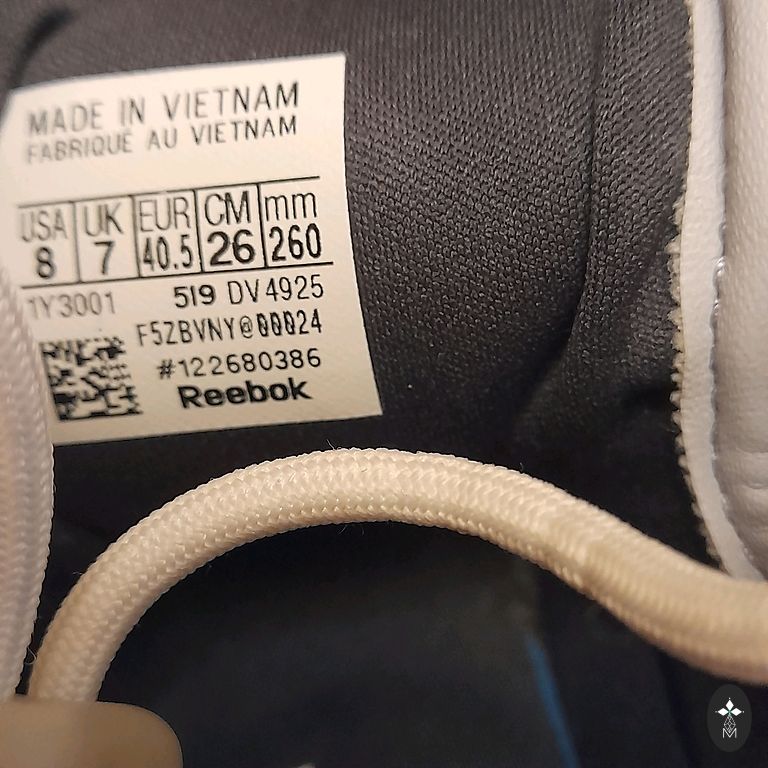 MADE IN VIETNAM
FABRIQUÉ AU VIETNAM
USA UK EUR CM mm
8 7 40.5 26 260
1Y3001 519 DV4925
F5ZBVNY@00024
#122680386
Reebok
M